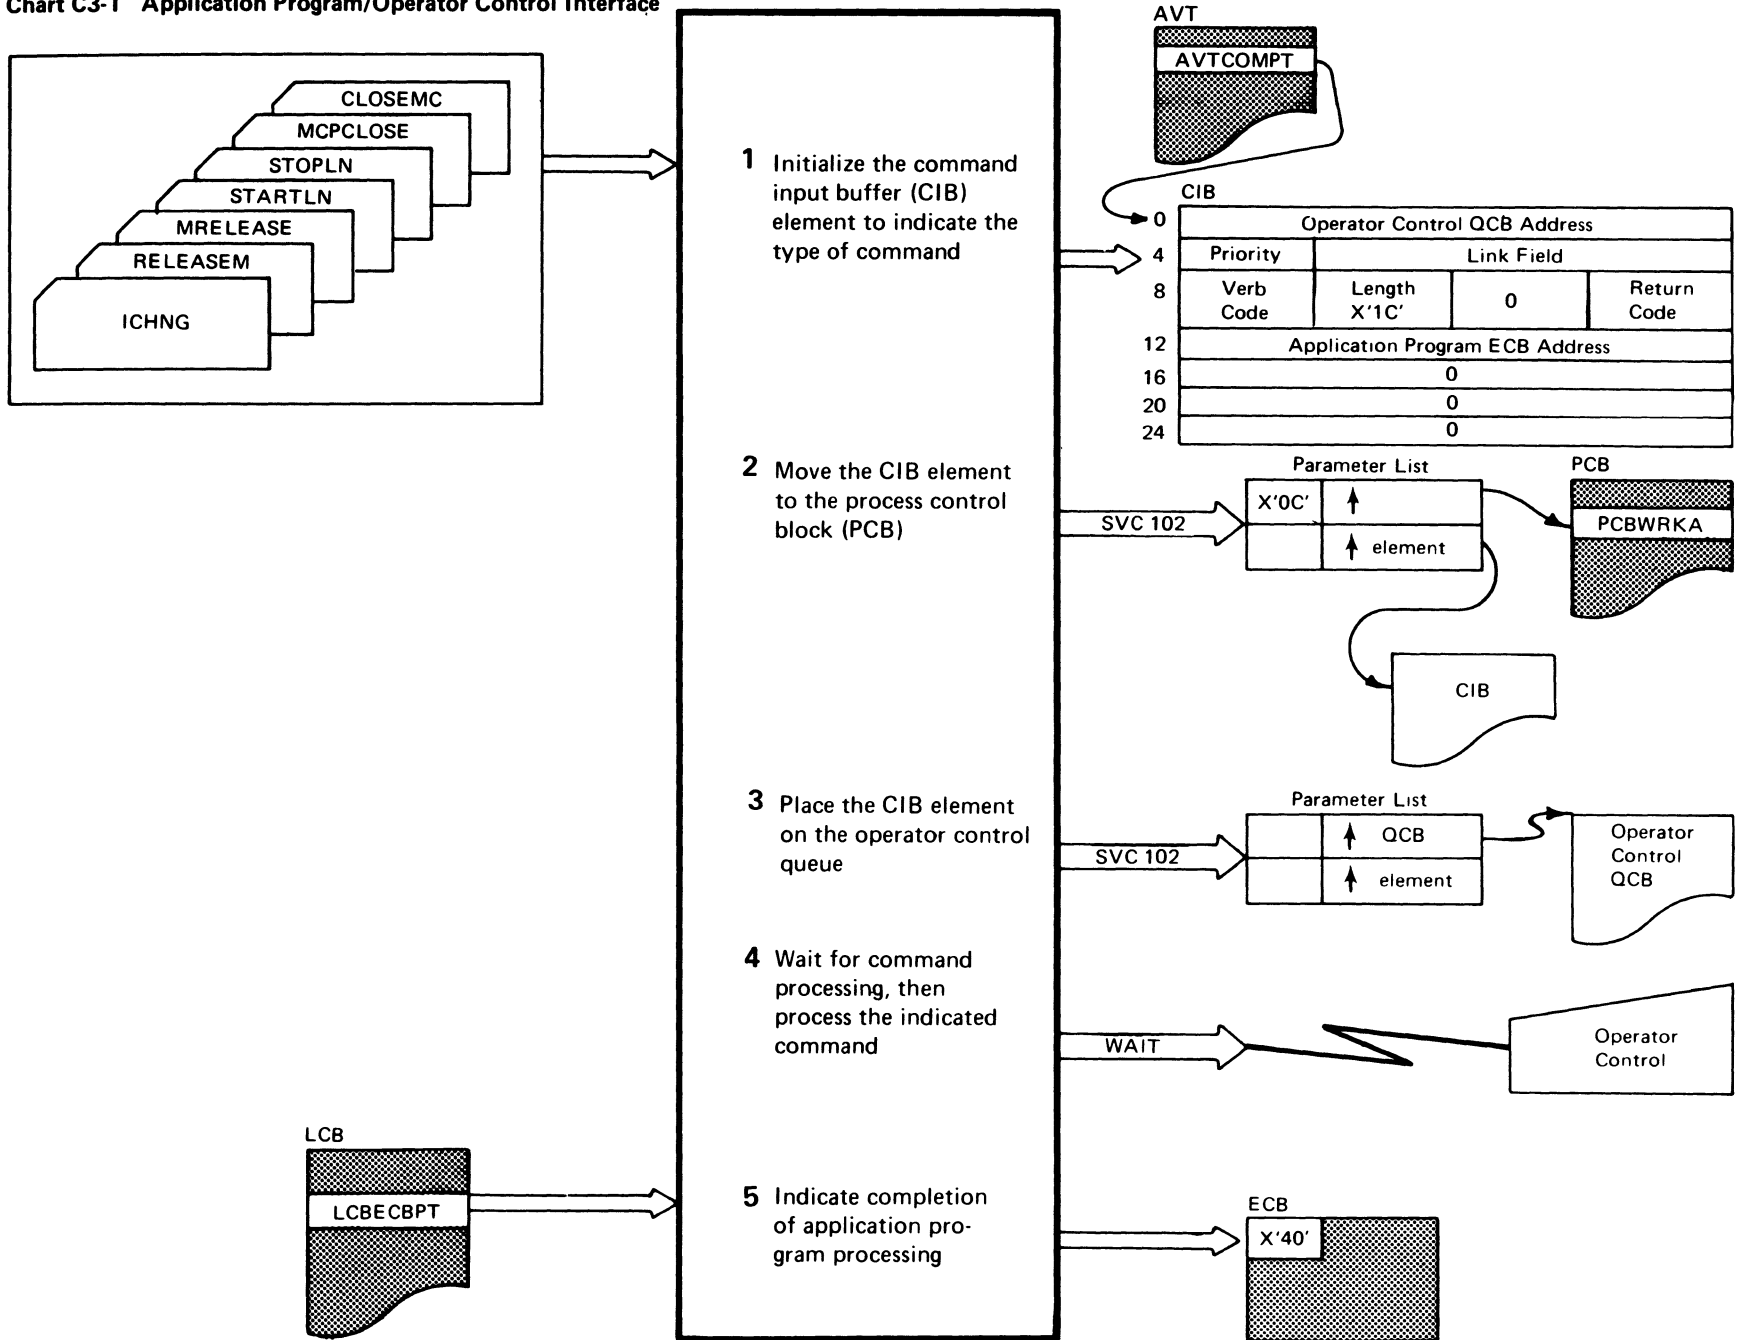 Chart C3-1 Application Program/Operator Control Interface
CLOSEMC
MCPCLOSE
STOPLN
STARTLN
MRELEASE
RELEASEM
ICHNG
1 Initialize the command
input buffer (CIB)
element to indicate the
type of command
AVT
AVTCOMPT
CIB
0 Operator Control QCB Address
4 Priority Link Field
8 Verb Code Length X'1C' 0 Return Code
12 Application Program ECB Address
16 0
20 0
24 0
2 Move the CIB element
to the process control
block (PCB)
SVC 102
Parameter List
X'0C'
element
PCB
PCBWRKA
CIB
3 Place the CIB element
on the operator control
queue
SVC 102
Parameter List
QCB
element
Operator
Control
QCB
4 Wait for command
processing, then
process the indicated
command
WAIT
Operator
Control
LCB
LCBECBPT
5 Indicate completion
of application pro-
gram processing
ECB
X'40'